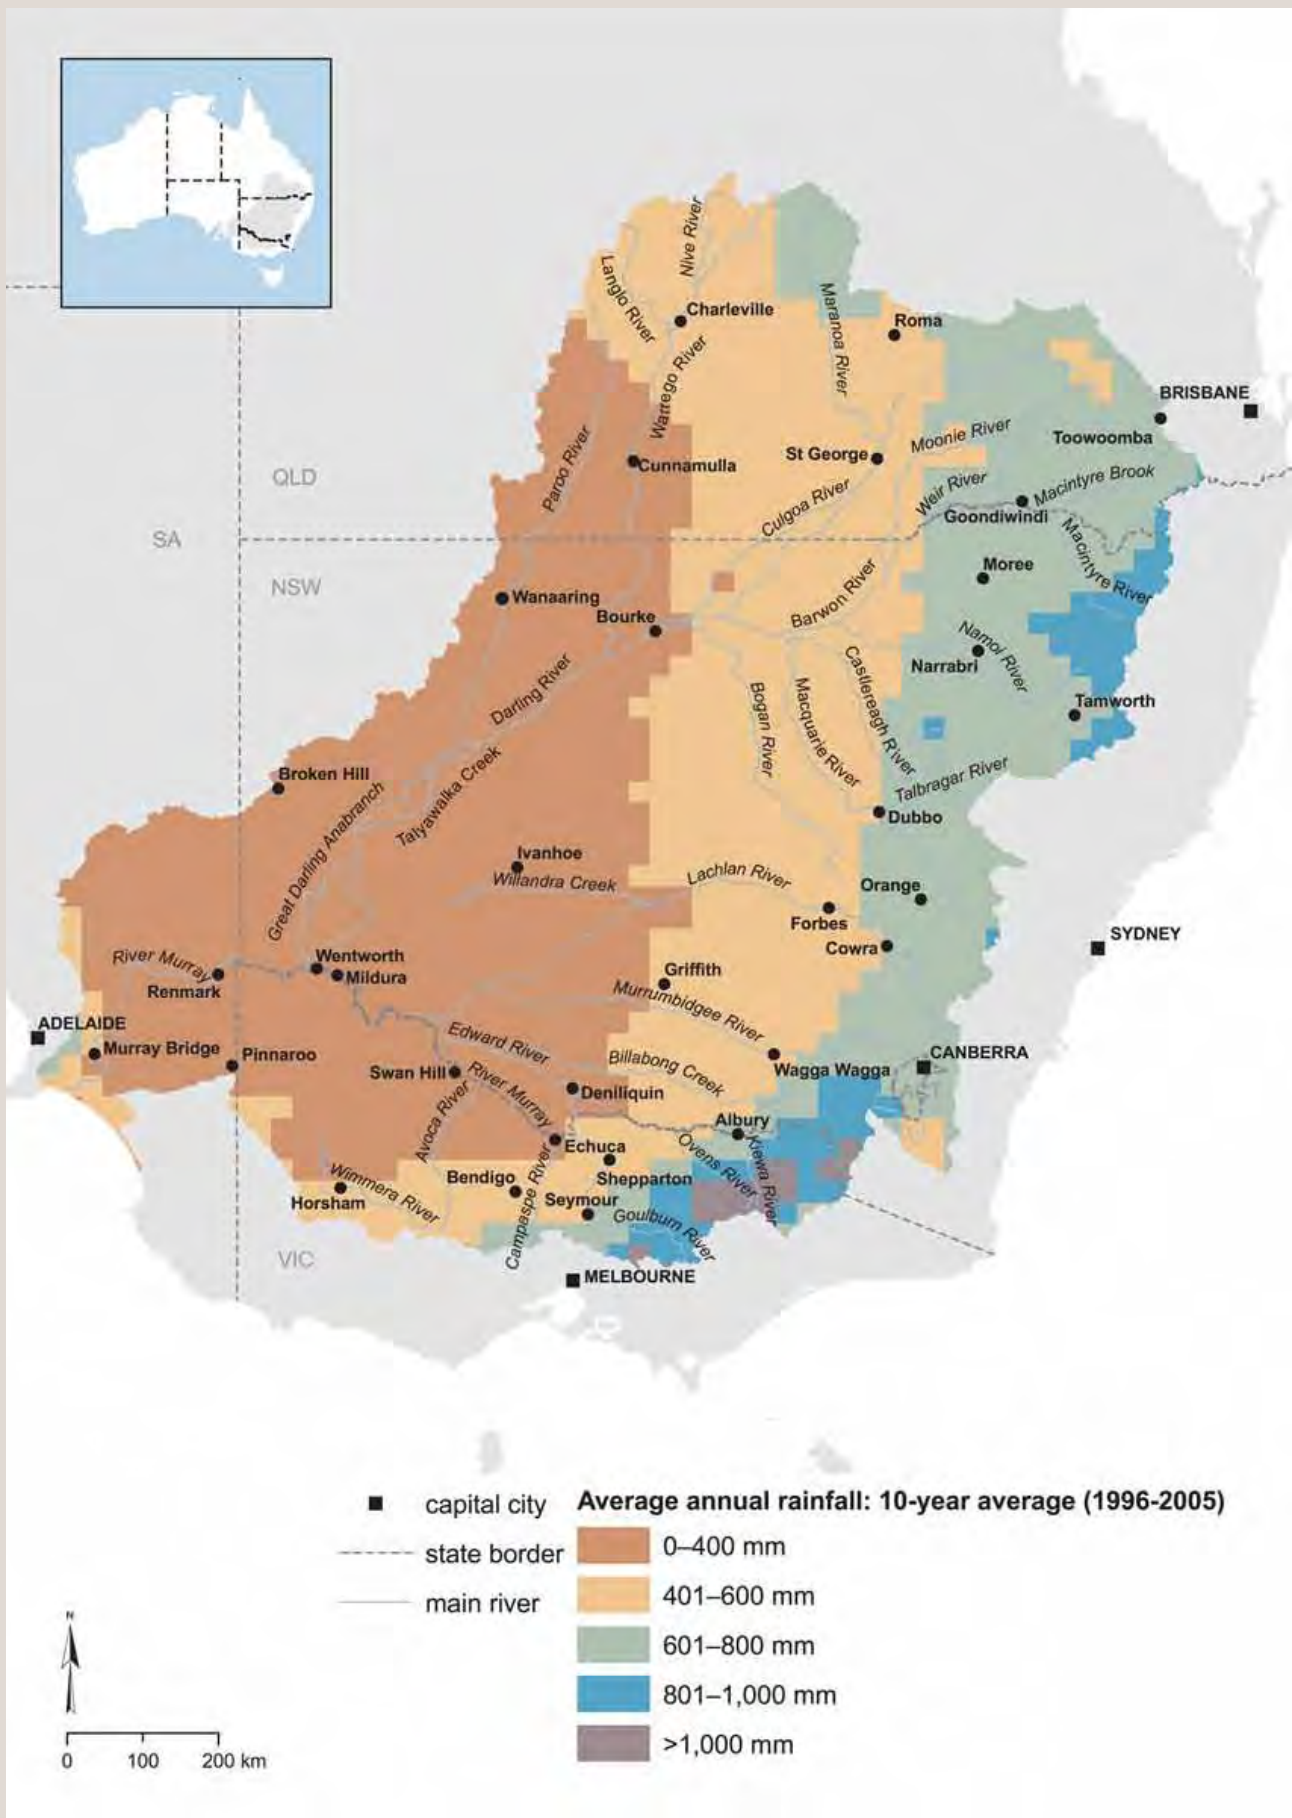 Nive River
Langlo River
Charleville
Maranoa River
Roma
Warrego River
BRISBANE
Toowoomba
Moonie River
St George
Cunnamulla
Paroo River
QLD
Culgoa River
Weir River
Macintyre Brook
Goondiwindi
SA
NSW
Macintyre River
Moree
Wanaaring
Bourke
Barwon River
Namoi River
Narrabri
Castlereagh River
Darling River
Bogan River
Macquarie River
Tamworth
Broken Hill
Talyawalka Creek
Talbragar River
Great Darling Anabranch
Dubbo
Ivanhoe
Willandra Creek
Lachlan River
Orange
Forbes
SYDNEY
Cowra
River Murray
Wentworth
Mildura
Griffith
Renmark
Murrumbidgee River
ADELAIDE
Murray Bridge
Pinnaroo
Edward River
Billabong Creek
CANBERRA
Wagga Wagga
Swan Hill
River Murray
Deniliquin
Avoca River
Albury
Echuca
Ovens River
Kiewa River
Shepparton
Bendigo
Campaspe River
Wimmera River
Horsham
Seymour
Goulburn River
VIC
MELBOURNE
capital city
state border
main river
Average annual rainfall: 10-year average (1996-2005)
0–400 mm
401–600 mm
601–800 mm
801–1,000 mm
>1,000 mm
N
0 100 200 km